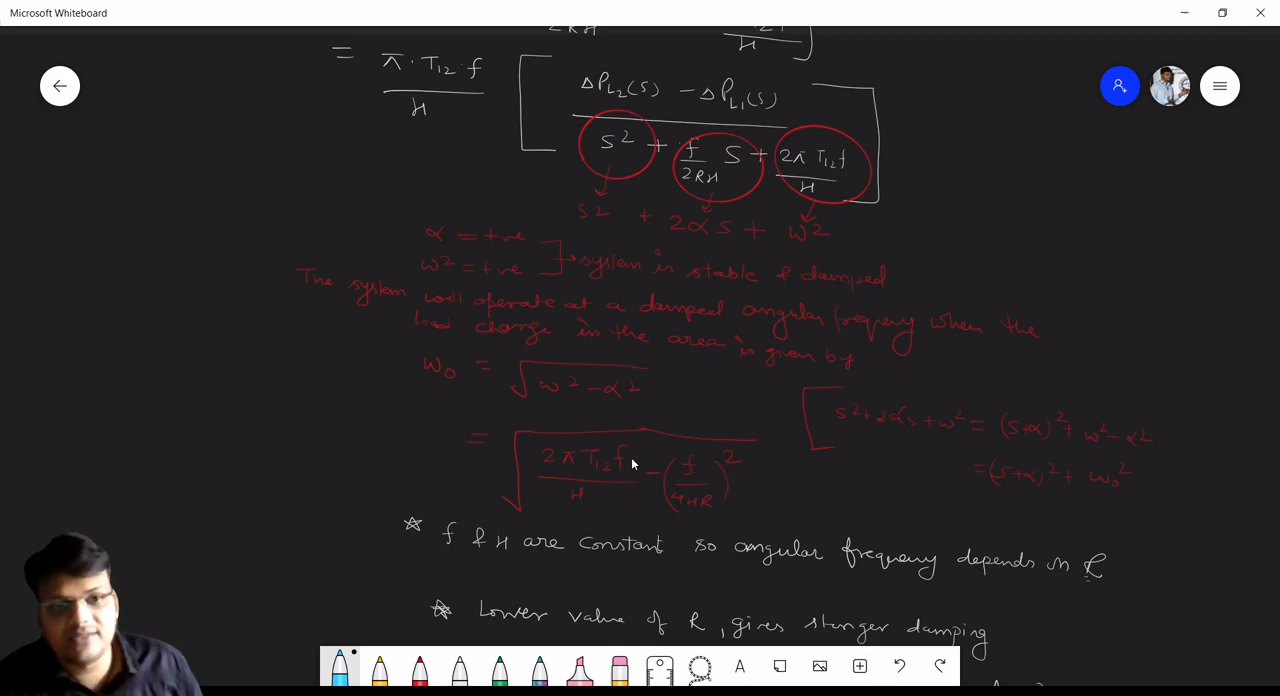 Microsoft Whiteboard
2RH H
= π · T12 · f / H [ ΔPL2(s) - ΔPL1(s) / s² + f/2RH s + 2π T12 f / H ]
s² + 2αs + ω²
α = +ve
ω² = +ve ] → system is stable & damped
The system will operate at a damped angular frequency when the
load change in the area is given by
ω0 = √ω² - α²
= √ 2π T12 f / H - (f / 4HR)²
[ s² + 2αs + ω² = (s+α)² + ω² - α²
= (s+α)² + ω0²
☆ f & H are constant so angular frequency depends on R
☆ Lower value of R, gives stonger damping
A